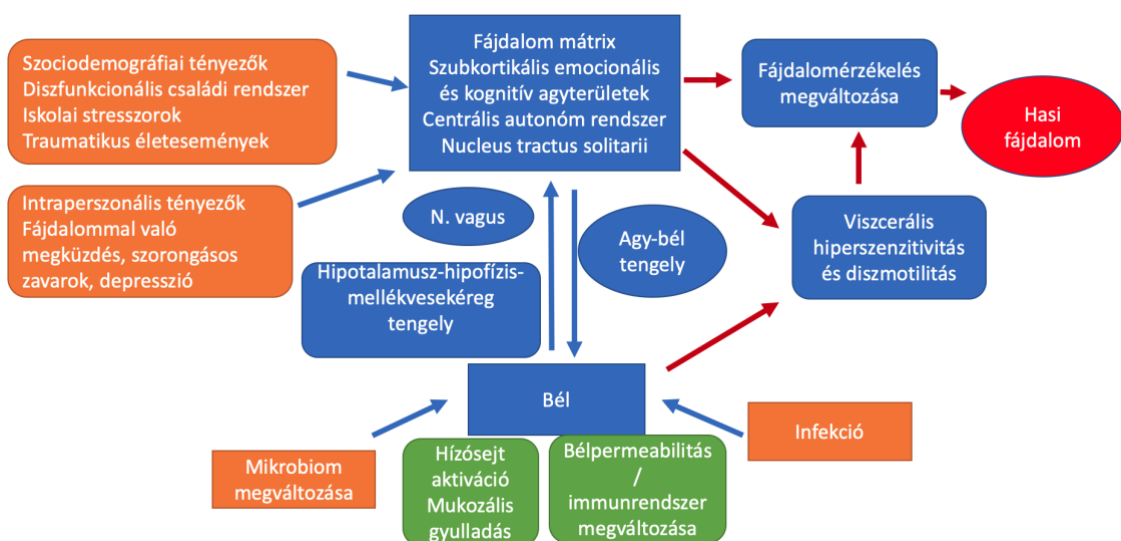 Szociodemográfiai tényezők
Diszfunkcionális családi rendszer
Iskolai stresszorok
Traumatikus életesemények
Fájdalom mátrix
Szubkortikális emocionális
és kognitív agyterületek
Centrális autonóm rendszer
Nucleus tractus solitarii
Fájdalomérzékelés
megváltozása
Hasi
fájdalom
Intraperszonális tényezők
Fájdalommal való
megküzdés, szorongásos
zavarok, depresszió
N. vagus
Agy-bél
tengely
Viszcerális
hiperszenzitivitás
és diszmotilitás
Hipotalamusz-hipofízis-
mellékvesekéreg
tengely
Bél
Infekció
Mikrobiom
megváltozása
Hízósejt
aktiváció
Mukozális
gyulladás
Bélpermeabilitás
/
immunrendszer
megváltozása